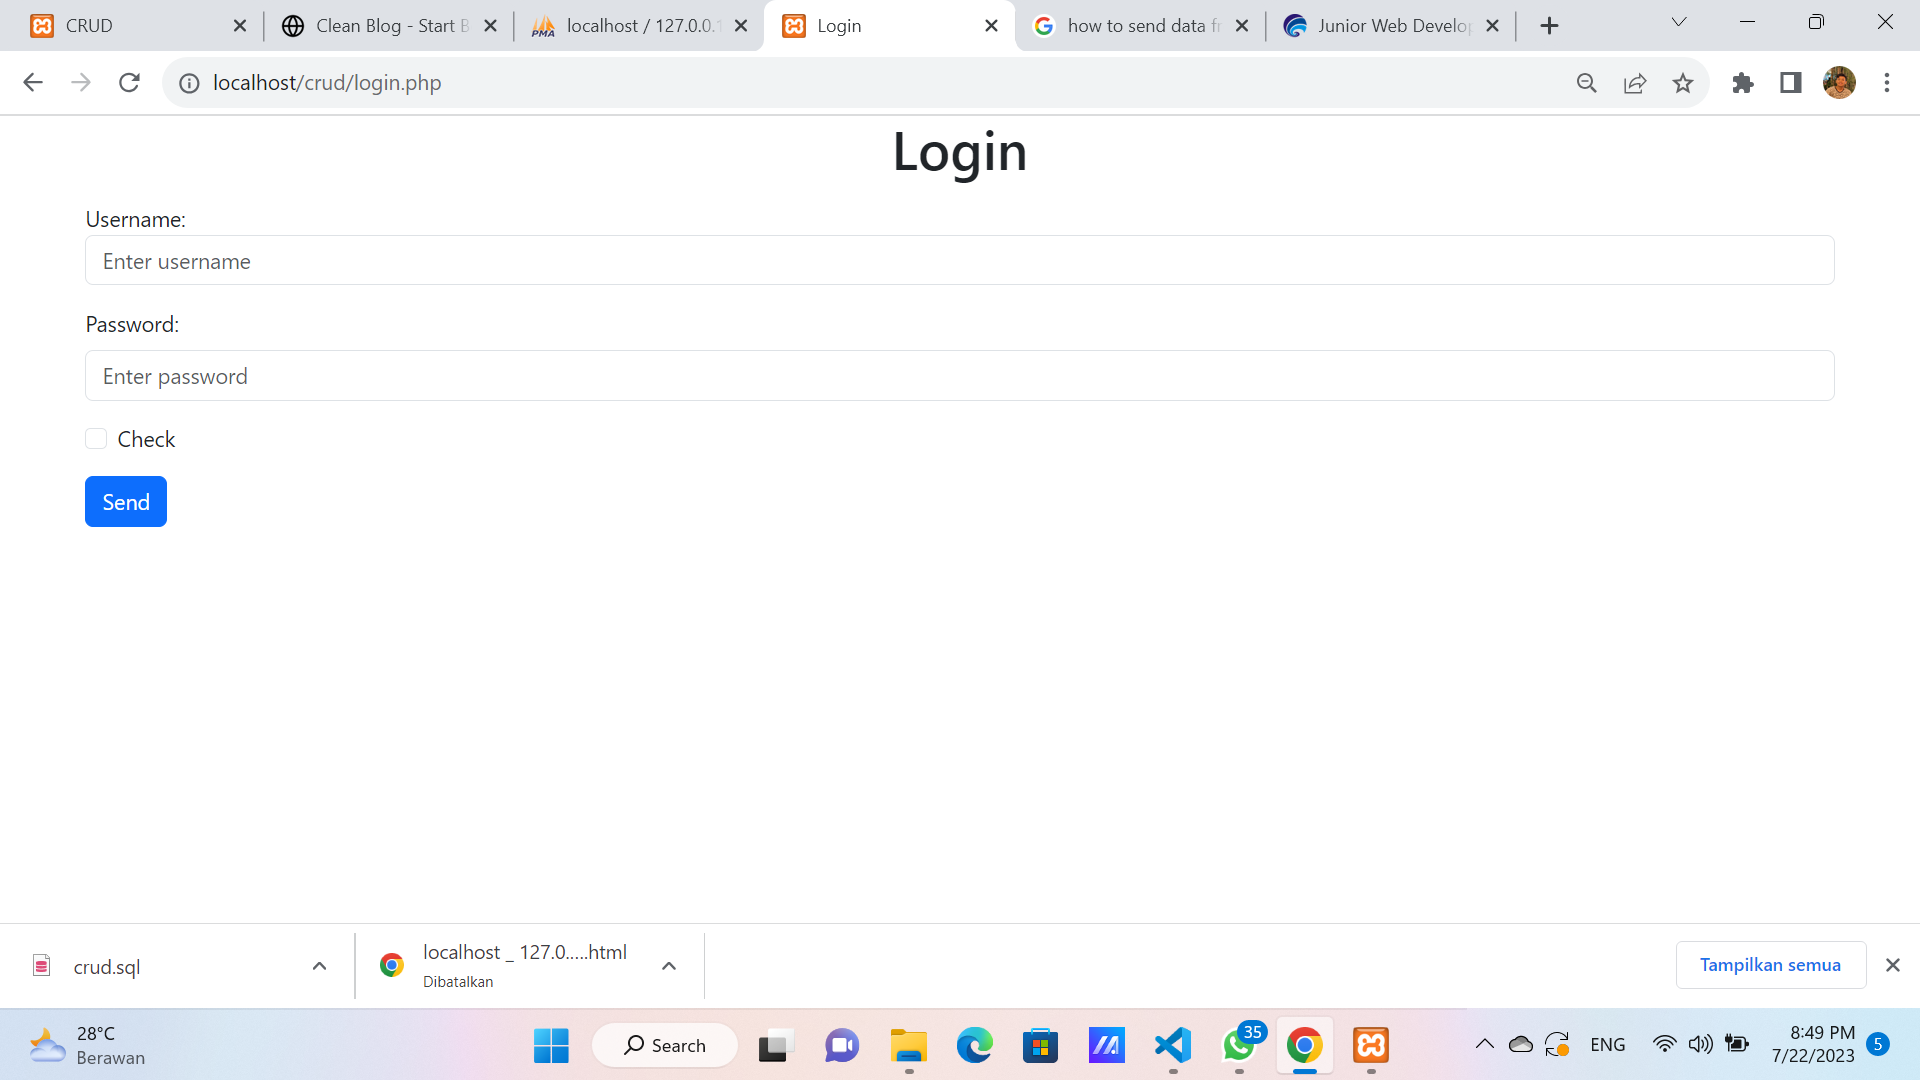 CRUD
Clean Blog - Start B
localhost / 127.0.0.1
Login
how to send data fr
Junior Web Develop
localhost/crud/login.php
Login
Username:
Enter username
Password:
Enter password
Check
Send
crud.sql
localhost _ 127.0.....html
Dibatalkan
Tampilkan semua
28°C
Berawan
Search
35
ENG
8:49 PM
7/22/2023
5
PMA